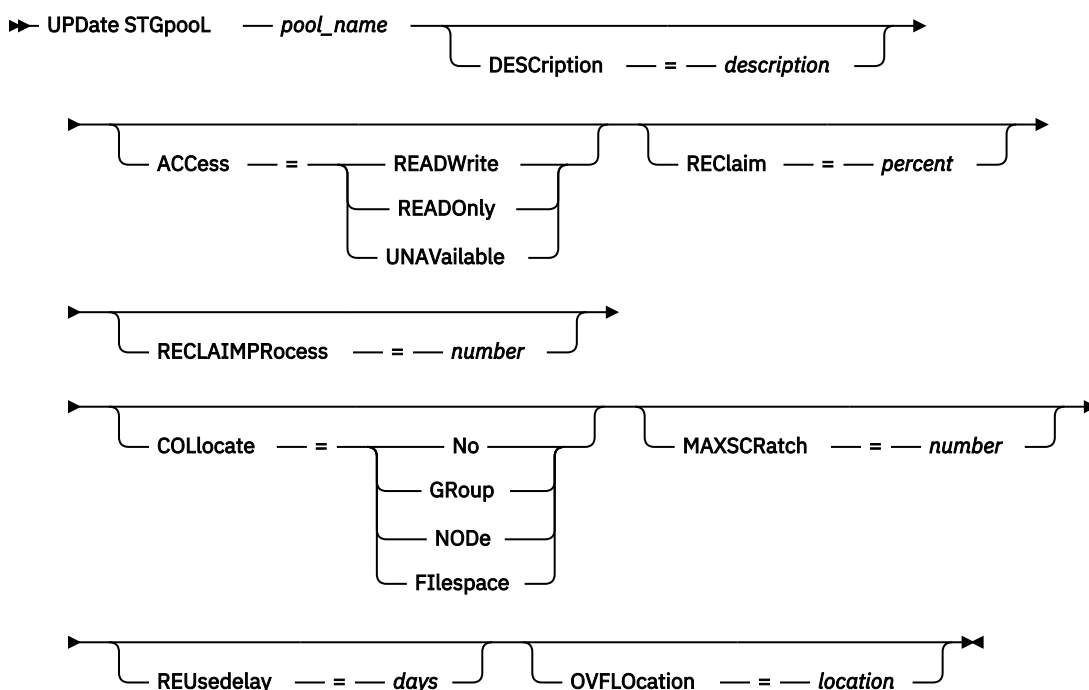 UPDate STGpooL pool_name
DESCription = description
ACCess = READWrite
READOnly
UNAVailable
REClaim = percent
RECLAIMPRocess = number
COLlocate = No
GRoup
NODe
FIlespace
MAXSCRatch = number
REUsedelay = days
OVFLOcation = location